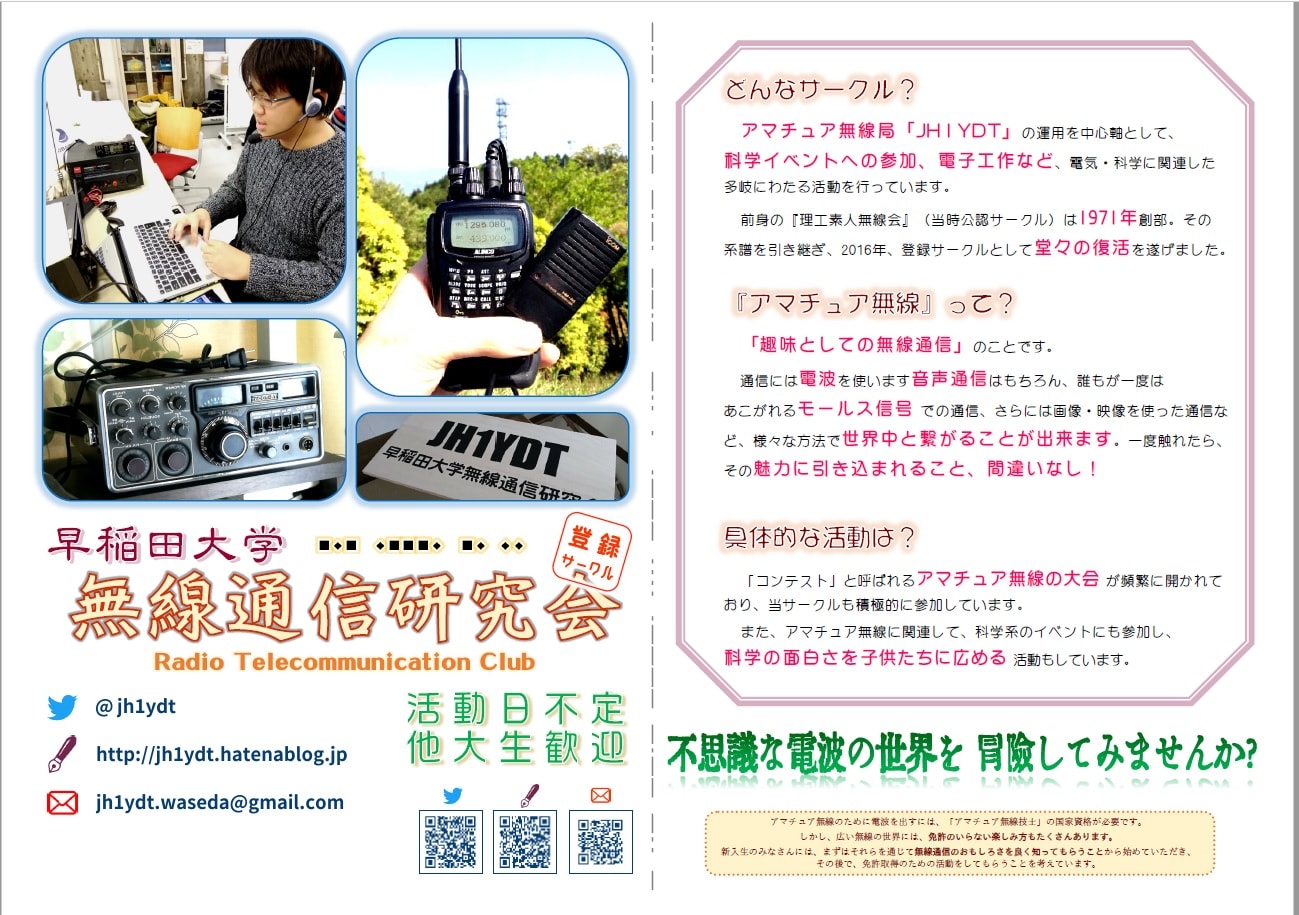 1295.080
433.000
ALINCO
ICOM
JH1YDT
早稲田大学無線通信研究会
早稲田大学
登録
サークル
無線通信研究会
Radio Telecommunication Club
@jh1ydt
http://jh1ydt.hatenablog.jp
jh1ydt.waseda@gmail.com
活動日不定
他大生歓迎
どんなサークル？
アマチュア無線局「JH1YDT」の運用を中心軸として、
科学イベントへの参加、電子工作など、電気・科学に関連した
多岐にわたる活動を行っています。
前身の『理工素人無線会』（当時公認サークル）は1971年創部。その
系譜を引き継ぎ、2016年、登録サークルとして堂々の復活を遂げました。
『アマチュア無線』って？
「趣味としての無線通信」のことです。
通信には電波を使います音声通信はもちろん、誰もが一度は
あこがれるモールス信号 での通信、さらには画像・映像を使った通信な
ど、様々な方法で世界中と繋がることが出来ます。一度触れたら、
その魅力に引き込まれること、間違いなし！
具体的な活動は？
「コンテスト」と呼ばれるアマチュア無線の大会 が頻繁に開かれて
おり、当サークルも積極的に参加しています。
また、アマチュア無線に関連して、科学系のイベントにも参加し、
科学の面白さを子供たちに広める 活動もしています。
不思議な電波の世界を 冒険してみませんか?
アマチュア無線のために電波を出すには、「アマチュア無線技士」の国家資格が必要です。
しかし、広い無線の世界には、免許のいらない楽しみ方もたくさんあります。
新入生のみなさんには、まずはそれらを通じて無線通信のおもしろさを良く知ってもらうことから始めていただき、
その後で、免許取得のための活動をしてもらうことを考えています。